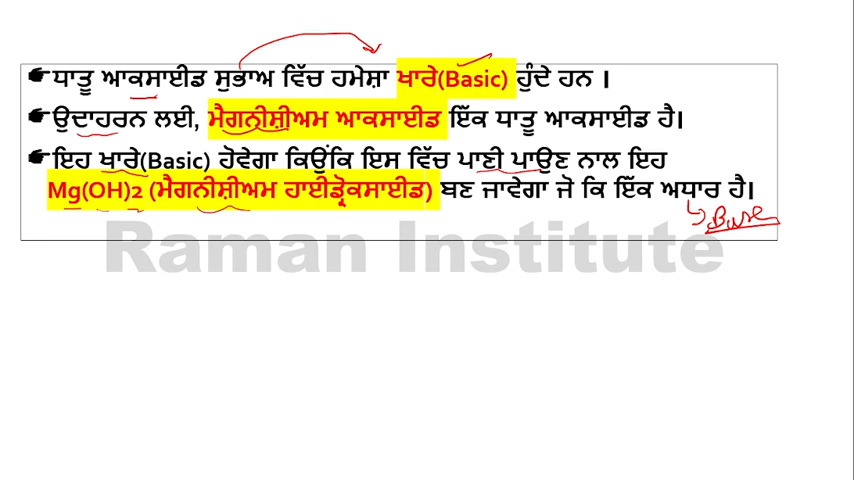 ☛ਧਾਤੂ ਆਕਸਾਈਡ ਸੁਭਾਅ ਵਿੱਚ ਹਮੇਸ਼ਾ ਖਾਰੇ(Basic) ਹੁੰਦੇ ਹਨ ।
☛ਉਦਾਹਰਨ ਲਈ, ਮੈਗਨੀਸ਼ੀਅਮ ਆਕਸਾਈਡ ਇੱਕ ਧਾਤੂ ਆਕਸਾਈਡ ਹੈ।
☛ਇਹ ਖਾਰੇ(Basic) ਹੋਵੇਗਾ ਕਿਉਂਕਿ ਇਸ ਵਿੱਚ ਪਾਣੀ ਪਾਉਣ ਨਾਲ ਇਹ
Mg(OH)2 (ਮੈਗਨੀਸ਼ੀਅਮ ਹਾਈਡ੍ਰੋਕਸਾਈਡ) ਬਣ ਜਾਵੇਗਾ ਜੋ ਕਿ ਇੱਕ ਅਧਾਰ ਹੈ।
Base
Raman Institute